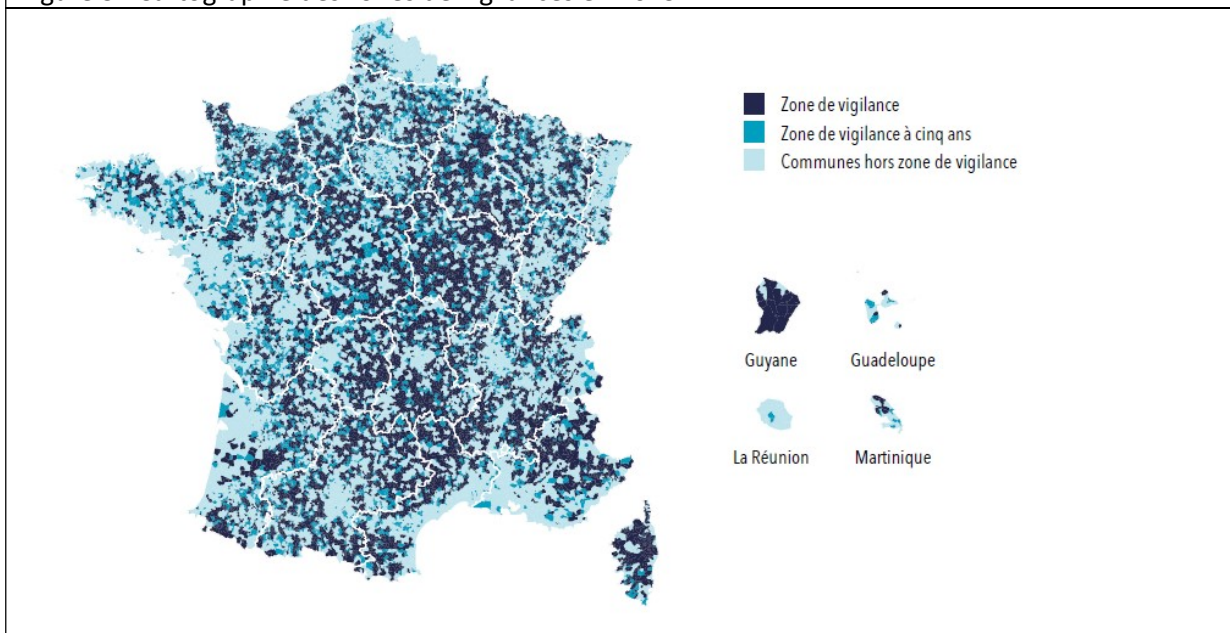 Zone de vigilance
Zone de vigilance à cinq ans
Communes hors zone de vigilance
Guyane
Guadeloupe
La Réunion
Martinique